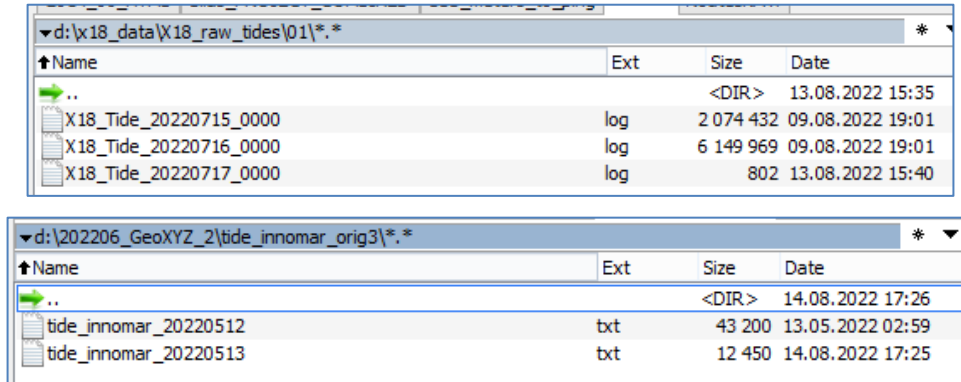 ▼d:\x18_data\X18_raw_tides\01\*.* * ▼
↑Name Ext Size Date
.. <DIR> 13.08.2022 15:35
X18_Tide_20220715_0000 log 2 074 432 09.08.2022 19:01
X18_Tide_20220716_0000 log 6 149 969 09.08.2022 19:01
X18_Tide_20220717_0000 log 802 13.08.2022 15:40
▼d:\202206_GeoXYZ_2\tide_innomar_orig3\*.* * ▼
↑Name Ext Size Date
.. <DIR> 14.08.2022 17:26
tide_innomar_20220512 txt 43 200 13.05.2022 02:59
tide_innomar_20220513 txt 12 450 14.08.2022 17:25